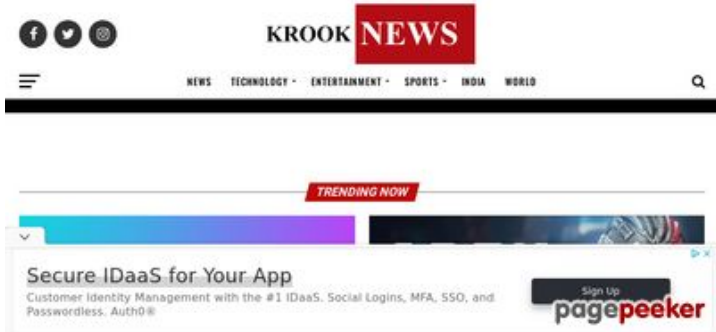 KROOK NEWS
NEWS TECHNOLOGY ENTERTAINMENT SPORTS INDIA WORLD
TRENDING NOW
Secure IDaaS for Your App
Customer Identity Management with the #1 IDaaS. Social Logins, MFA, SSO, and
Passwordless. Auth0®
Sign Up
pagepeeker